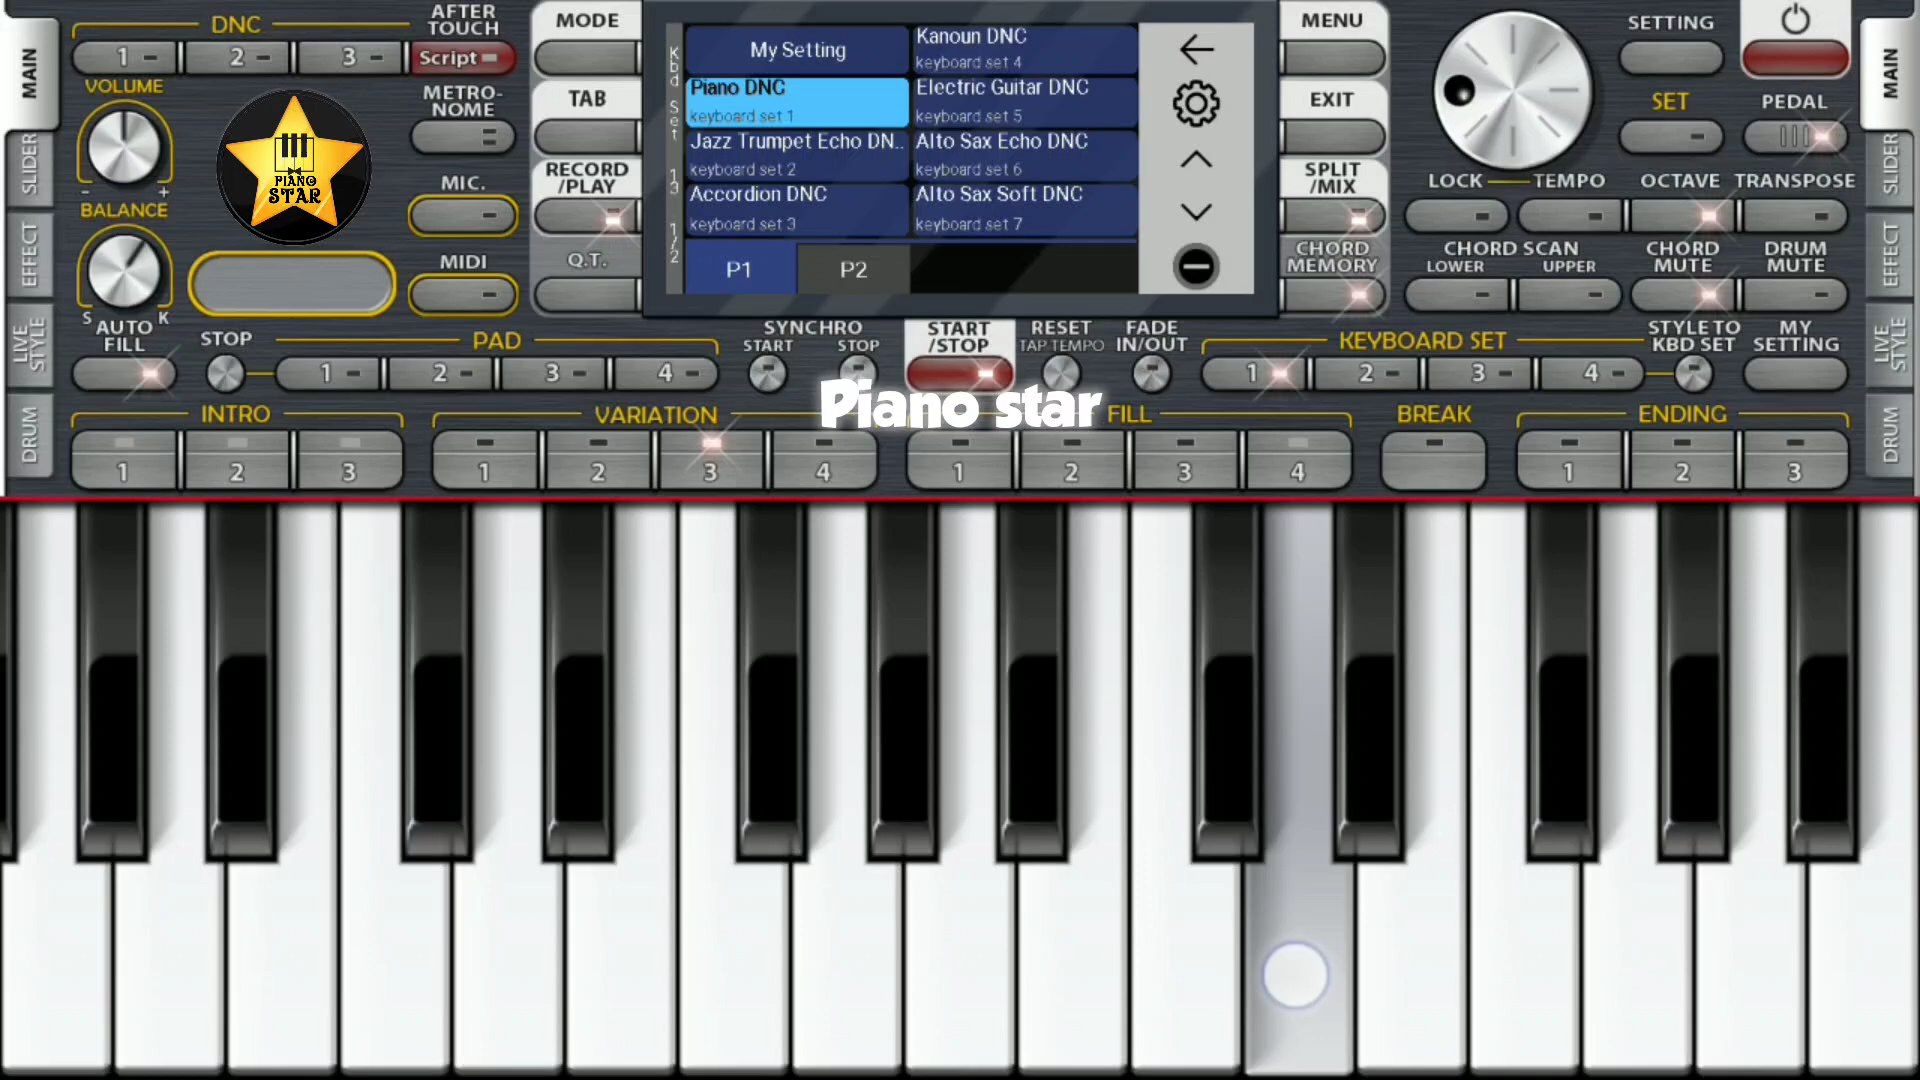 DNC
AFTER
TOUCH
1 2 3 Script
MAIN
SLIDER
EFFECT
LIVE
STYLE
DRUM
VOLUME
- +
BALANCE
S K
PIANO
STAR
METRO-
NOME
MIC.
MIDI
MODE
TAB
RECORD
/PLAY
Q.T.
Kbd Set 13 1/2
My Setting
Piano DNC
keyboard set 1
Jazz Trumpet Echo DN..
keyboard set 2
Accordion DNC
keyboard set 3
Kanoun DNC
keyboard set 4
Electric Guitar DNC
keyboard set 5
Alto Sax Echo DNC
keyboard set 6
Alto Sax Soft DNC
keyboard set 7
P1 P2
MENU
EXIT
SPLIT
/MIX
CHORD
MEMORY
SETTING
SET
PEDAL
LOCK TEMPO OCTAVE TRANSPOSE
CHORD SCAN
LOWER UPPER
CHORD
MUTE
DRUM
MUTE
MAIN
SLIDER
EFFECT
LIVE
STYLE
DRUM
AUTO
FILL
STOP
PAD
1 2 3 4
SYNCHRO
START STOP
START
/STOP
RESET
TAP TEMPO
FADE
IN/OUT
KEYBOARD SET
1 2 3 4
STYLE TO
KBD SET
MY
SETTING
Piano star
INTRO
1 2 3
VARIATION
1 2 3 4
FILL
1 2 3 4
BREAK
ENDING
1 2 3